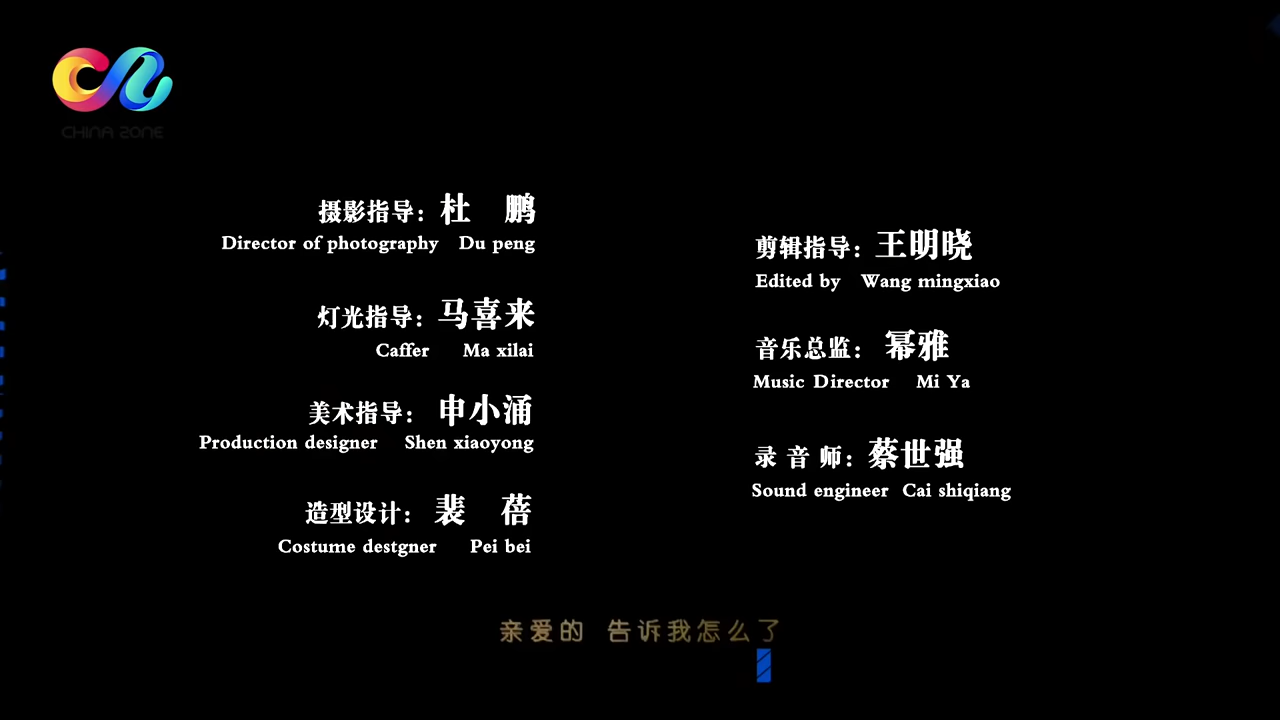 CHINA ZONE
摄影指导：杜 鹏
Director of photography Du peng
灯光指导：马喜来
Caffer Ma xilai
美术指导：申小涌
Production designer Shen xiaoyong
造型设计：裴 蓓
Costume destgner Pei bei
剪辑指导：王明晓
Edited by Wang mingxiao
音乐总监：幂雅
Music Director Mi Ya
录 音 师：蔡世强
Sound engineer Cai shiqiang
亲爱的 告诉我怎么了